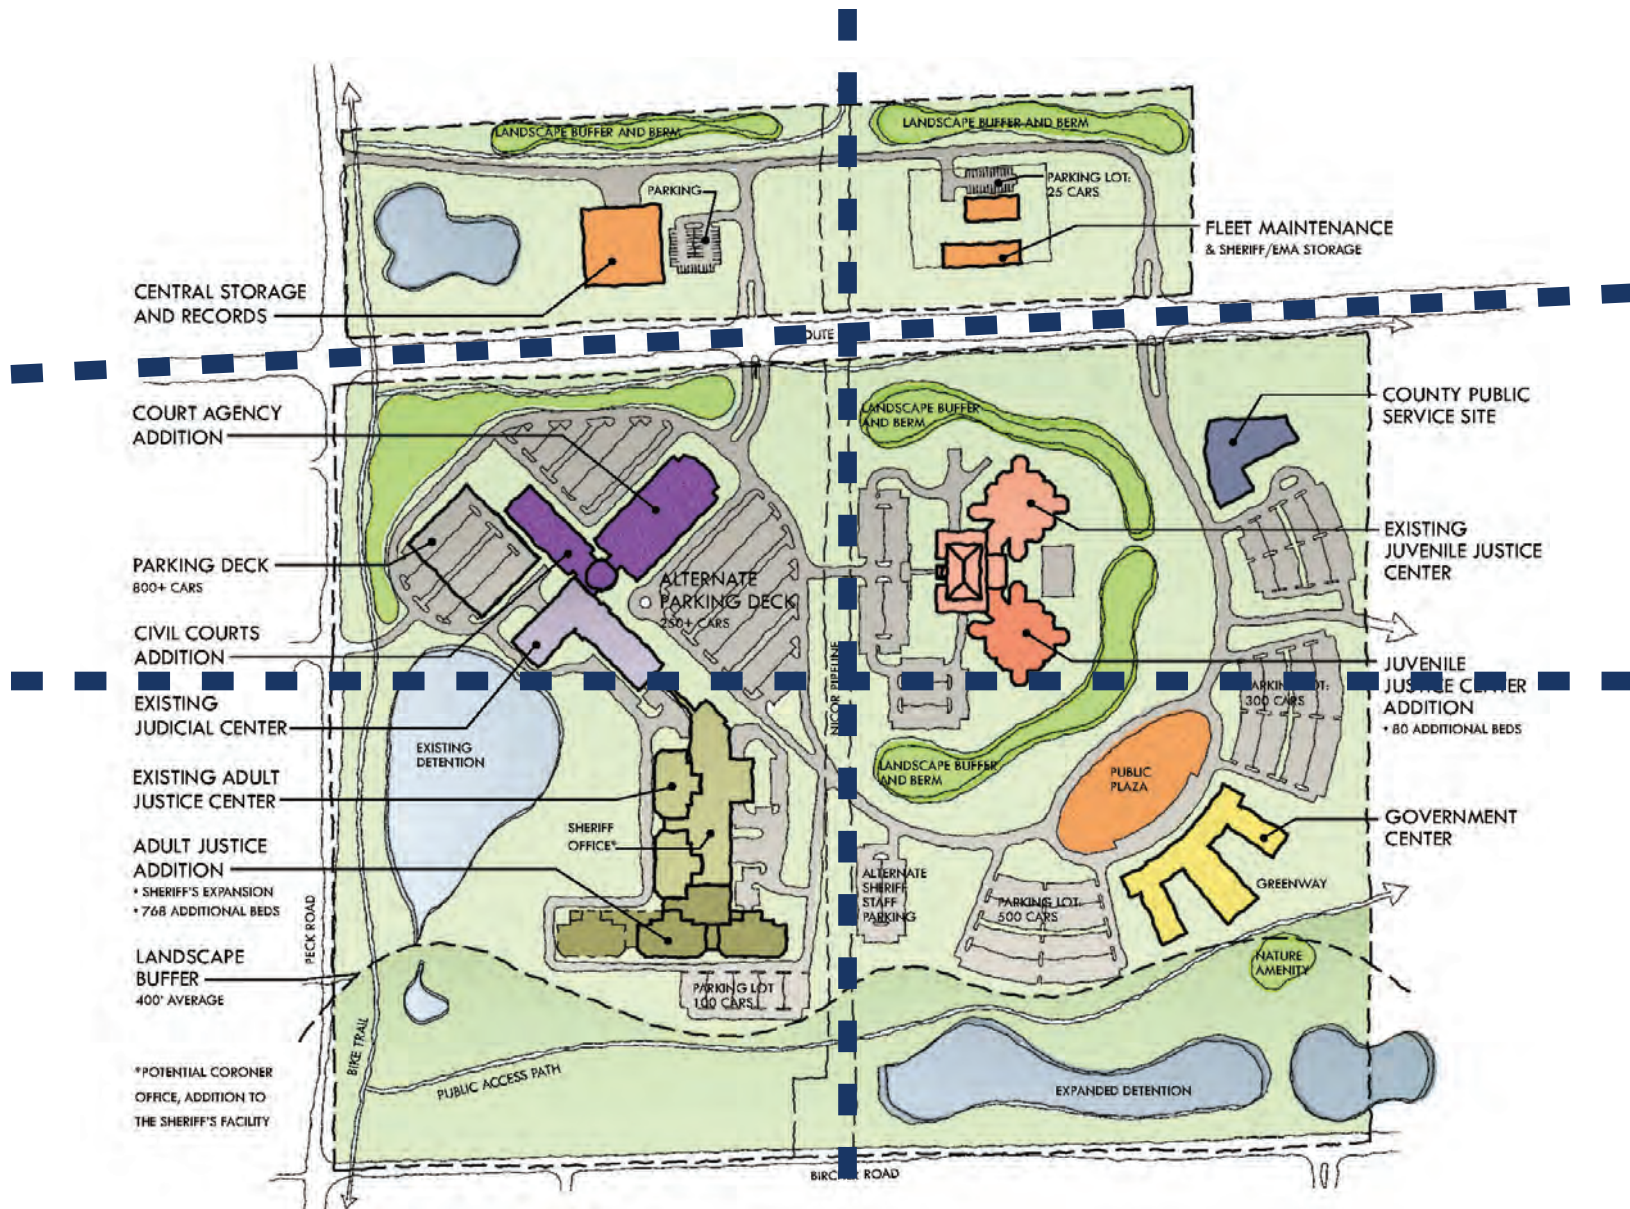 LANDSCAPE BUFFER AND BERM
LANDSCAPE BUFFER AND BERM
PARKING
PARKING LOT:
25 CARS
FLEET MAINTENANCE
& SHERIFF/EMA STORAGE
CENTRAL STORAGE
AND RECORDS
COURT AGENCY
ADDITION
LANDSCAPE BUFFER
AND BERM
COUNTY PUBLIC
SERVICE SITE
PARKING DECK
800+ CARS
ALTERNATE
PARKING DECK
250+ CARS
EXISTING
JUVENILE JUSTICE
CENTER
CIVIL COURTS
ADDITION
NICOR PIPELINE
JUVENILE
JUSTICE CENTER
ADDITION
• 80 ADDITIONAL BEDS
PARKING LOT:
300 CARS
EXISTING
JUDICIAL CENTER
EXISTING
DETENTION
LANDSCAPE BUFFER
AND BERM
PUBLIC
PLAZA
EXISTING ADULT
JUSTICE CENTER
SHERIFF
OFFICE*
GOVERNMENT
CENTER
ADULT JUSTICE
ADDITION
• SHERIFF'S EXPANSION
• 768 ADDITIONAL BEDS
ALTERNATE
SHERIFF
STAFF
PARKING
PARKING LOT:
500 CARS
GREENWAY
PECK ROAD
LANDSCAPE
BUFFER
400' AVERAGE
NATURE
AMENITY
PARKING LOT
100 CARS
BIKE TRAIL
PUBLIC ACCESS PATH
EXPANDED DETENTION
*POTENTIAL CORONER
OFFICE, ADDITION TO
THE SHERIFF'S FACILITY
ROAD